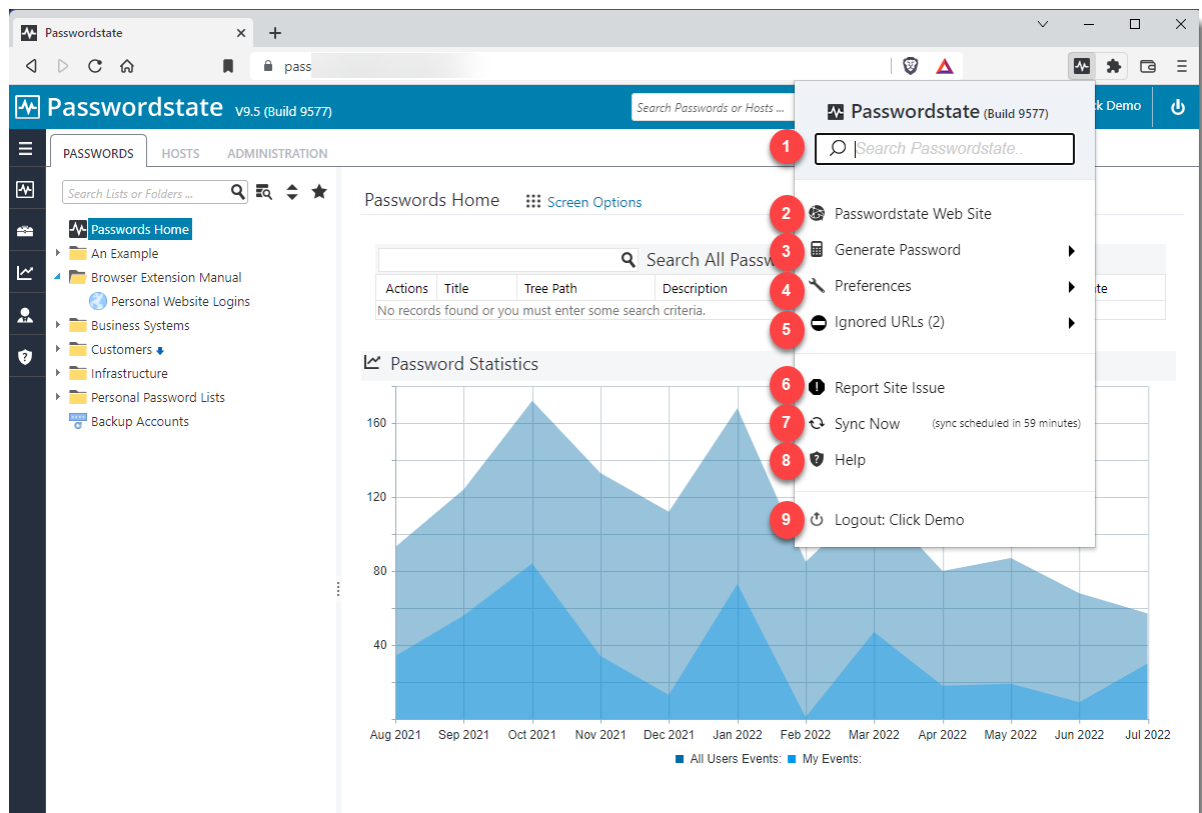 Passwordstate
pass
Passwordstate V9.5 (Build 9577)
Search Passwords or Hosts ...
k Demo
PASSWORDS HOSTS ADMINISTRATION
Search Lists or Folders ...
Passwords Home
An Example
Browser Extension Manual
Personal Website Logins
Business Systems
Customers
Infrastructure
Personal Password Lists
Backup Accounts
Passwords Home Screen Options
Search All Passw
Actions Title Tree Path Description te
No records found or you must enter some search criteria.
Password Statistics
160
120
80
40
Aug 2021 Sep 2021 Oct 2021 Nov 2021 Dec 2021 Jan 2022 Feb 2022 Mar 2022 Apr 2022 May 2022 Jun 2022 Jul 2022
All Users Events: My Events:
Passwordstate (Build 9577)
1 Search Passwordstate..
2 Passwordstate Web Site
3 Generate Password
4 Preferences
5 Ignored URLs (2)
6 Report Site Issue
7 Sync Now (sync scheduled in 59 minutes)
8 Help
9 Logout: Click Demo